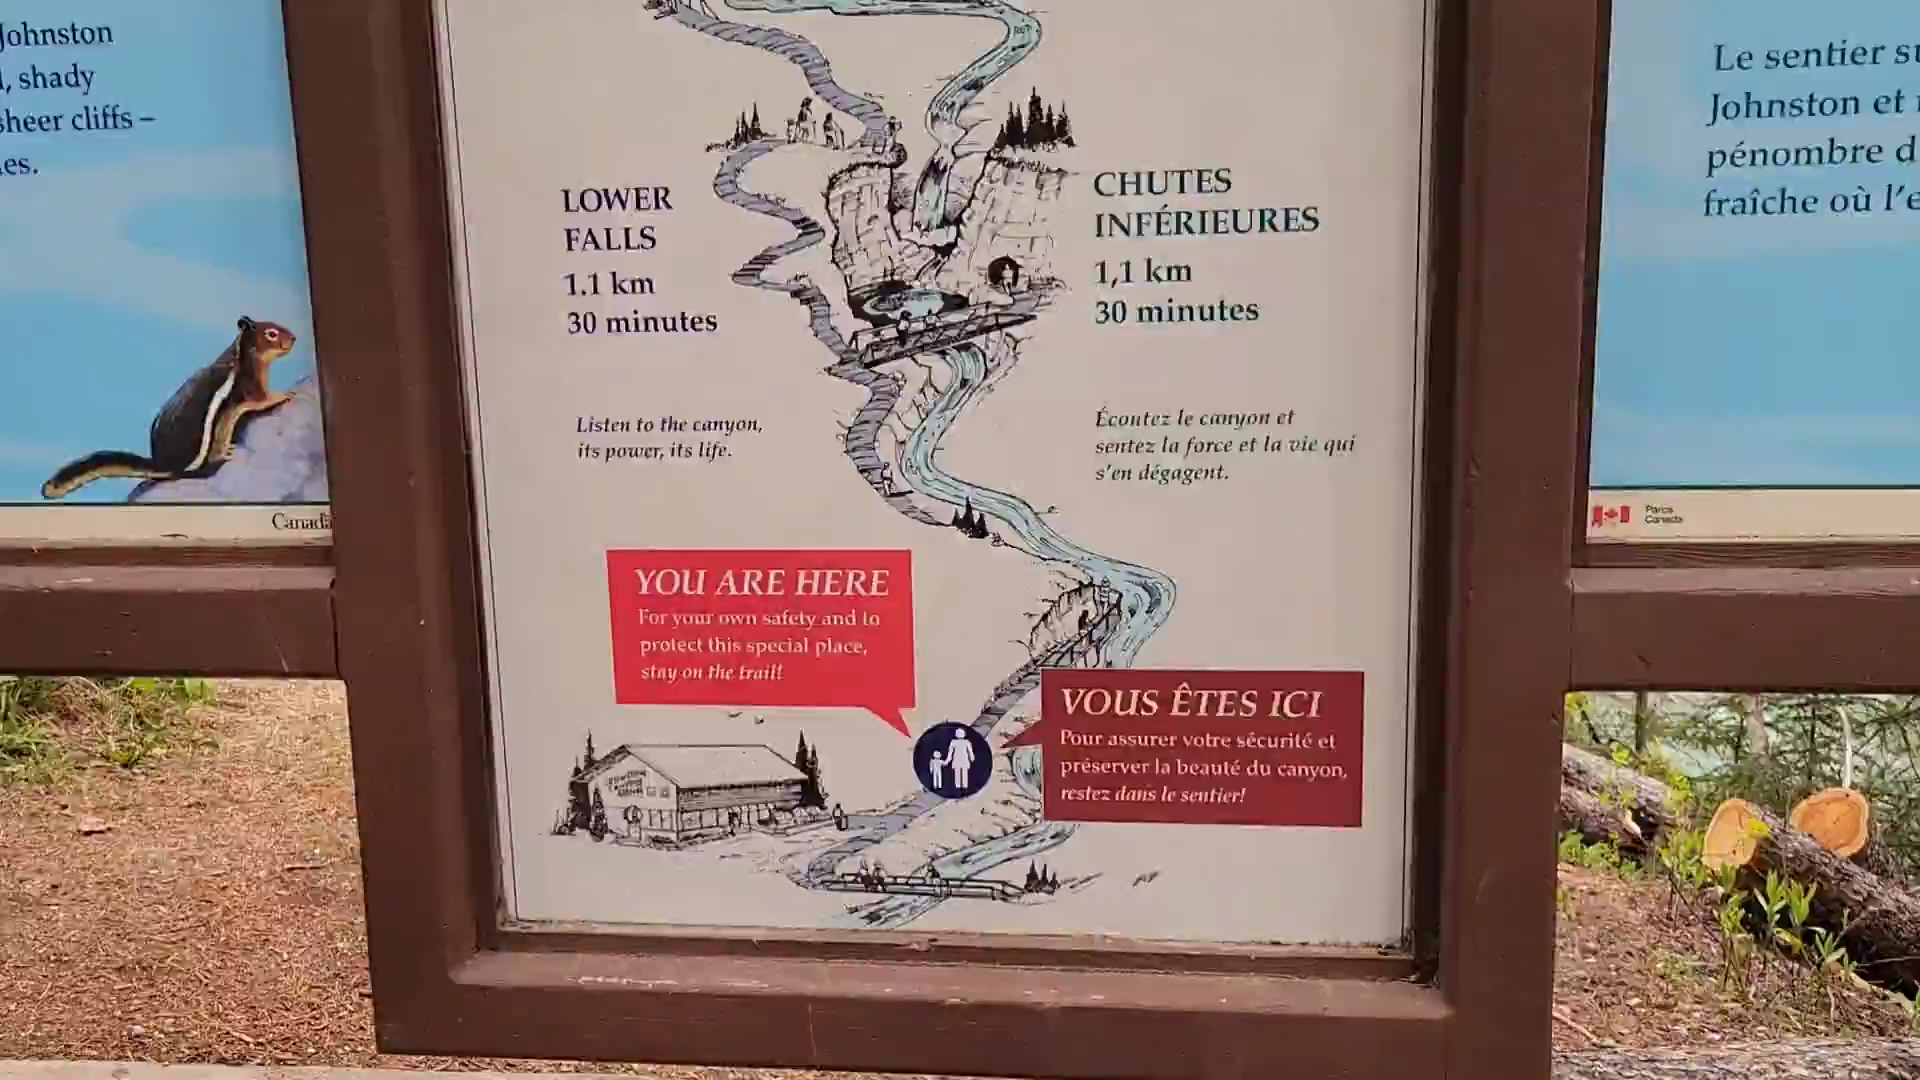 Johnston
, shady
sheer cliffs –
es.
Canada
LOWER
FALLS
1.1 km
30 minutes
Listen to the canyon,
its power, its life.
YOU ARE HERE
For your own safety and to
protect this special place,
stay on the trail!
CHUTES
INFÉRIEURES
1,1 km
30 minutes
Écoutez le canyon et
sentez la force et la vie qui
s'en dégagent.
VOUS ÊTES ICI
Pour assurer votre sécurité et
préserver la beauté du canyon,
restez dans le sentier!
Le sentier su
Johnston et
pénombre d
fraîche où l'e
Parcs
Canada